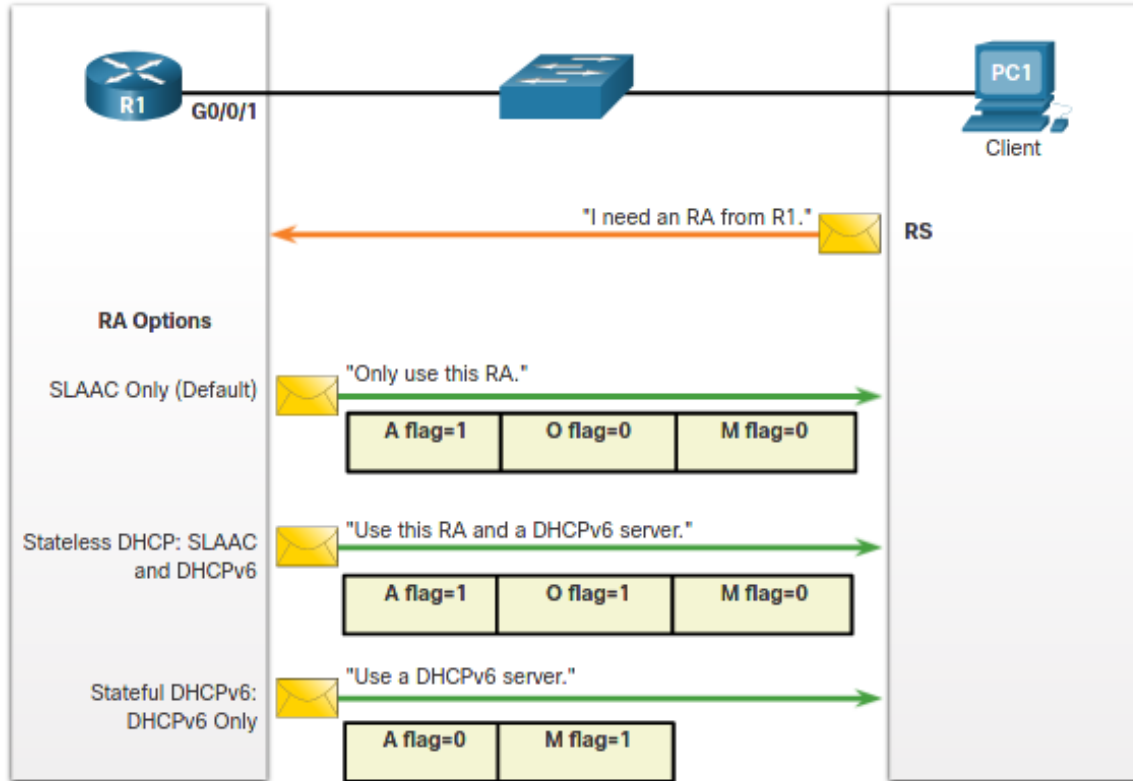 R1
G0/0/1
PC1
Client
"I need an RA from R1."
RS
RA Options
SLAAC Only (Default)
"Only use this RA."
A flag=1 O flag=0 M flag=0
Stateless DHCP: SLAAC
and DHCPv6
"Use this RA and a DHCPv6 server."
A flag=1 O flag=1 M flag=0
Stateful DHCPv6:
DHCPv6 Only
"Use a DHCPv6 server."
A flag=0 M flag=1